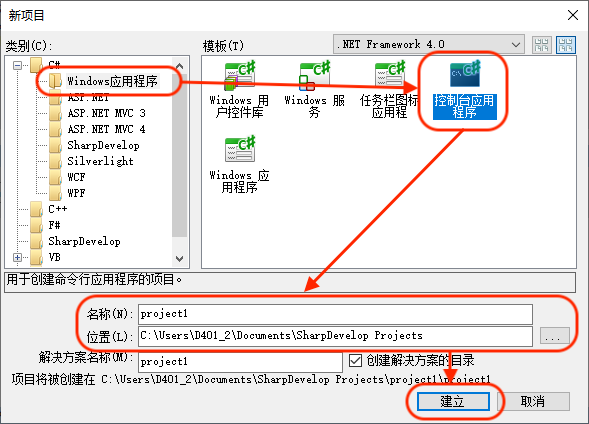 新项目
类别(C):
模板(T)
.NET Framework 4.0
C#
Windows应用程序
ASP.NET
ASP.NET MVC 3
ASP.NET MVC 4
SharpDevelop
Silverlight
WCF
WPF
C++
F#
SharpDevelop
VB
Windows 用
户控件库
Windows 服
务
任务栏图标
应用程
控制台应用
程序
Windows 应
用程序
用于创建命令行应用程序的项目。
名称(N):
project1
位置(L):
C:\Users\D401_2\Documents\SharpDevelop Projects
...
解决方案名称(M):
project1
创建解决方案的目录
项目将被创建在 C:\Users\D401_2\Documents\SharpDevelop Projects\project1\project1
建立
取消